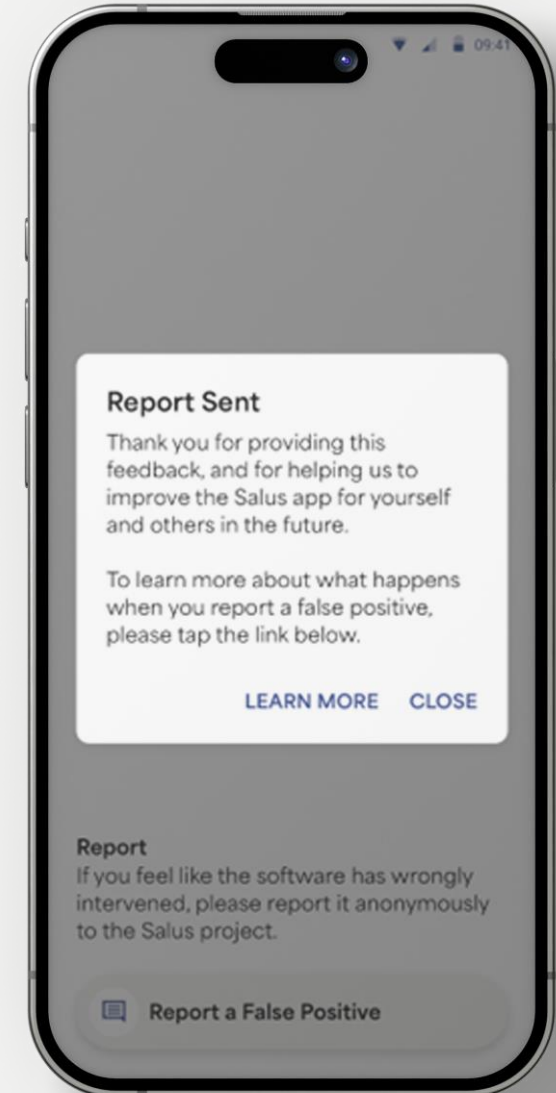 09:41
Report Sent
Thank you for providing this
feedback, and for helping us to
improve the Salus app for yourself
and others in the future.
To learn more about what happens
when you report a false positive,
please tap the link below.
LEARN MORE CLOSE
Report
If you feel like the software has wrongly
intervened, please report it anonymously
to the Salus project.
Report a False Positive